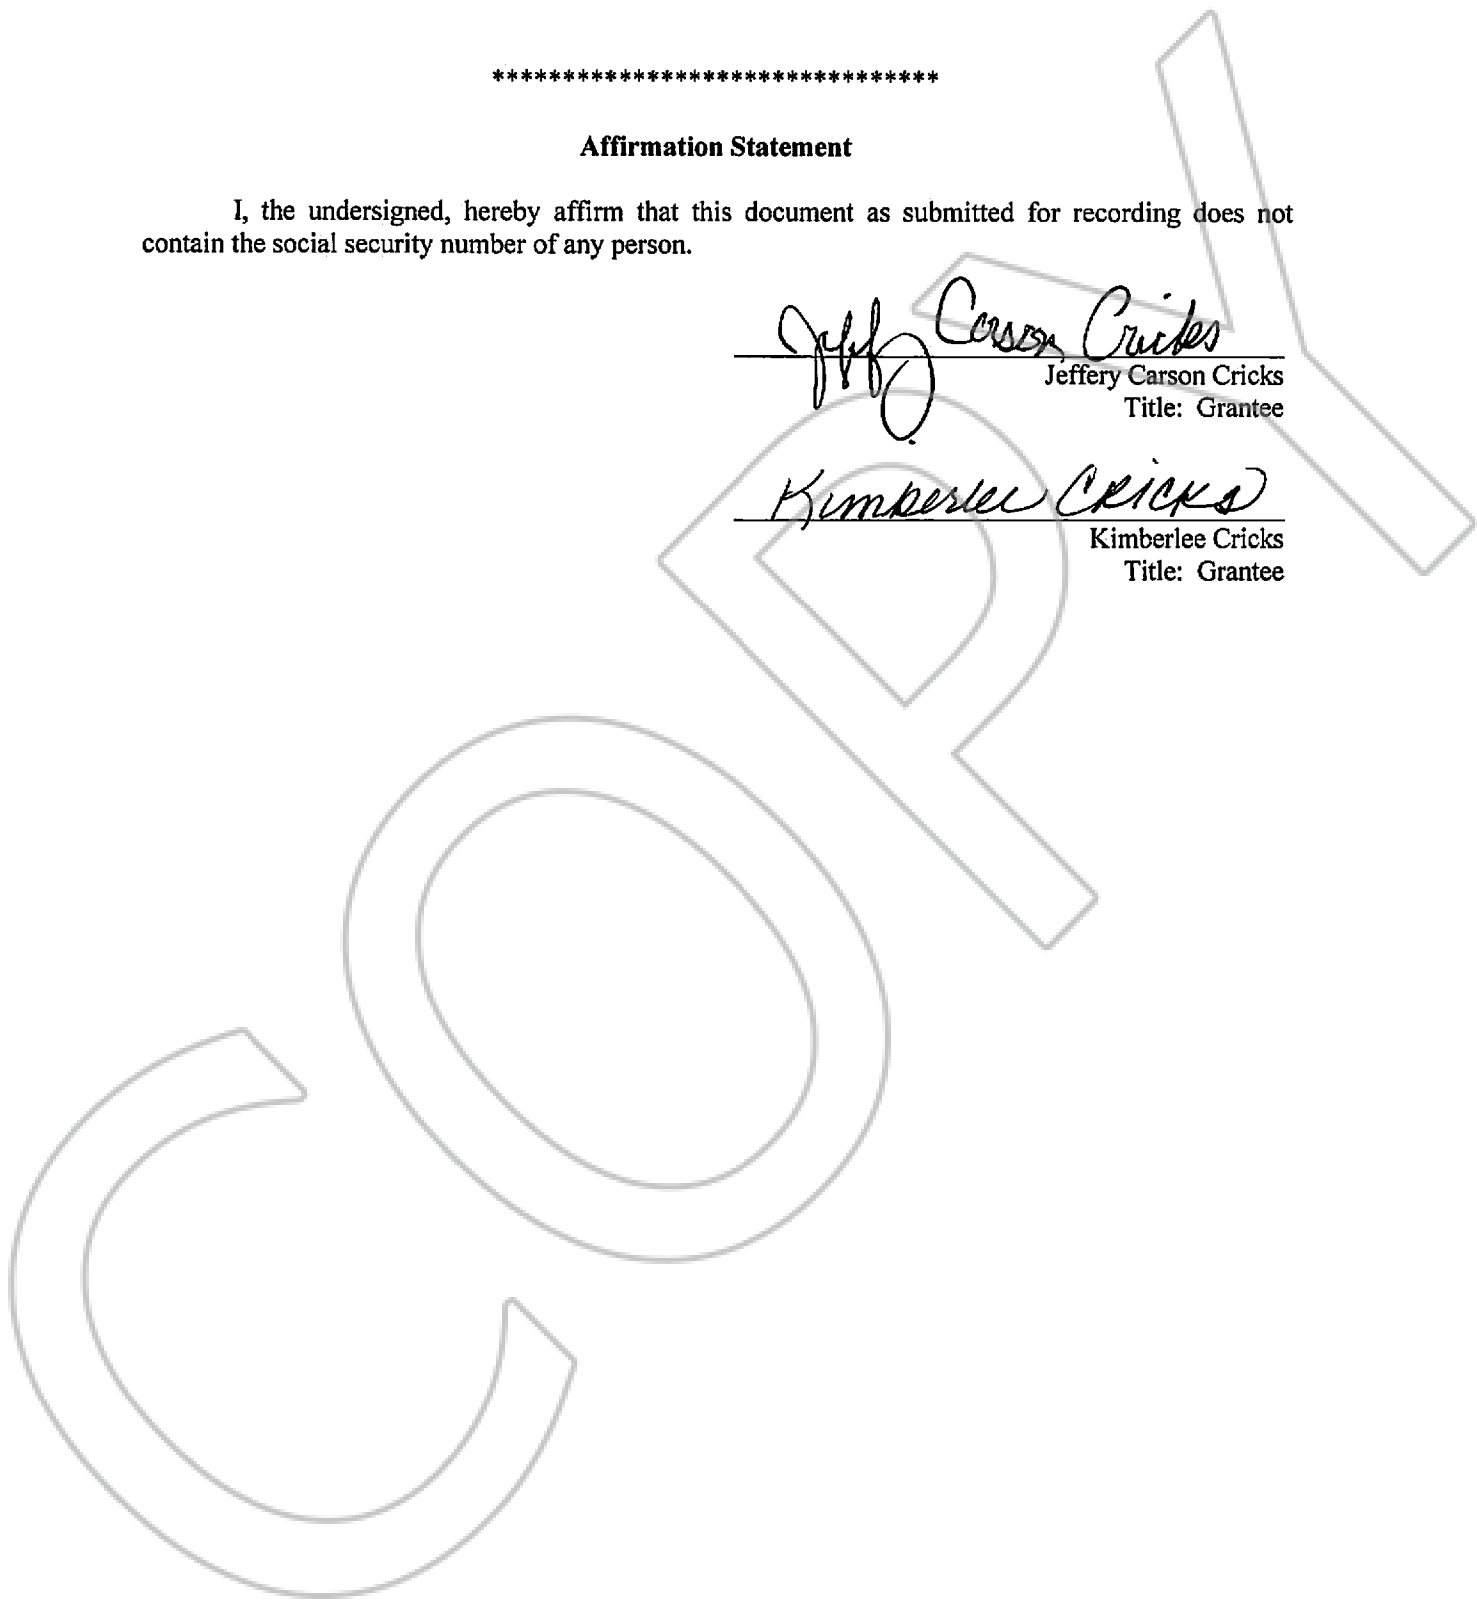 ********************************
Affirmation Statement
I, the undersigned, hereby affirm that this document as submitted for recording does not
contain the social security number of any person.
Jeffery Carson Cricks
Jeffery Carson Cricks
Title: Grantee
Kimberlee Cricks
Kimberlee Cricks
Title: Grantee
COPY